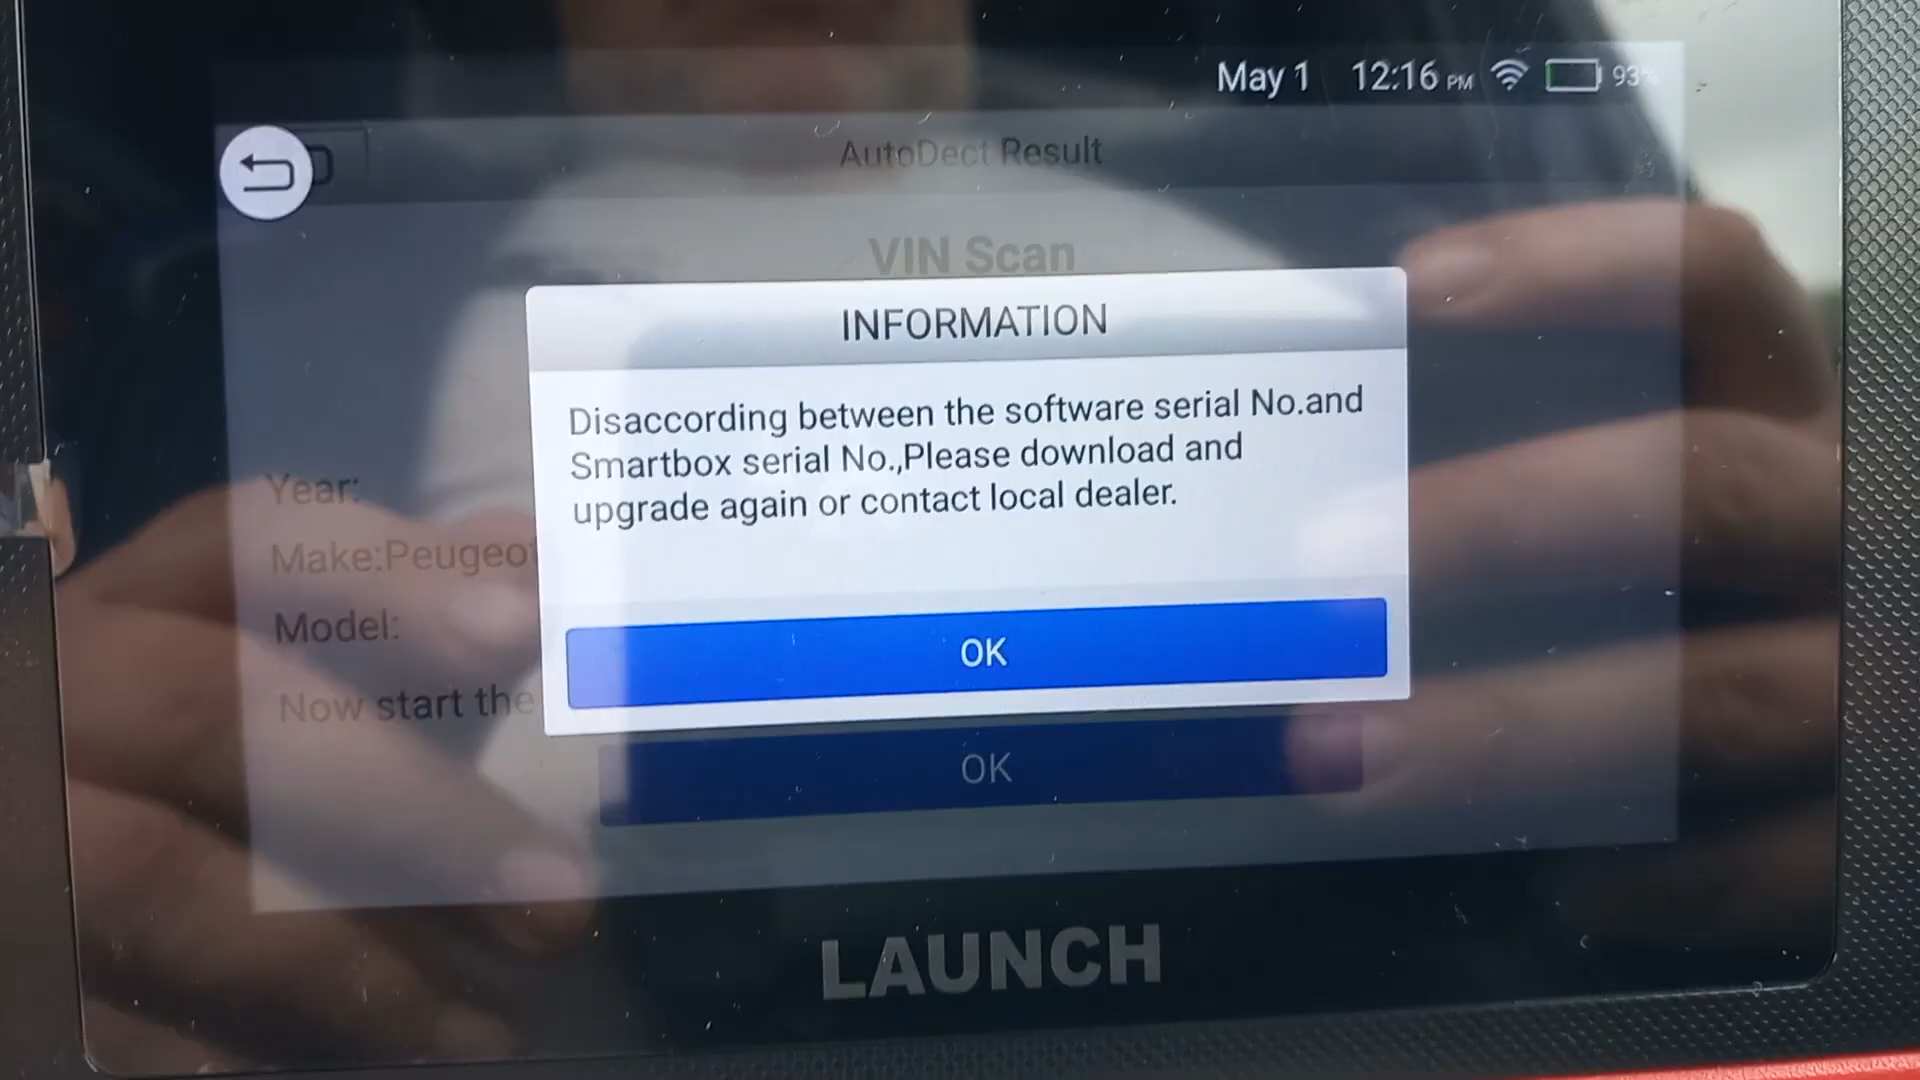 May 1 12:16 PM 93%
AutoDect Result
VIN Scan
INFORMATION
Disaccording between the software serial No.and
Smartbox serial No.,Please download and
upgrade again or contact local dealer.
OK
Year:
Make:Peugeot
Model:
Now start the
OK
LAUNCH